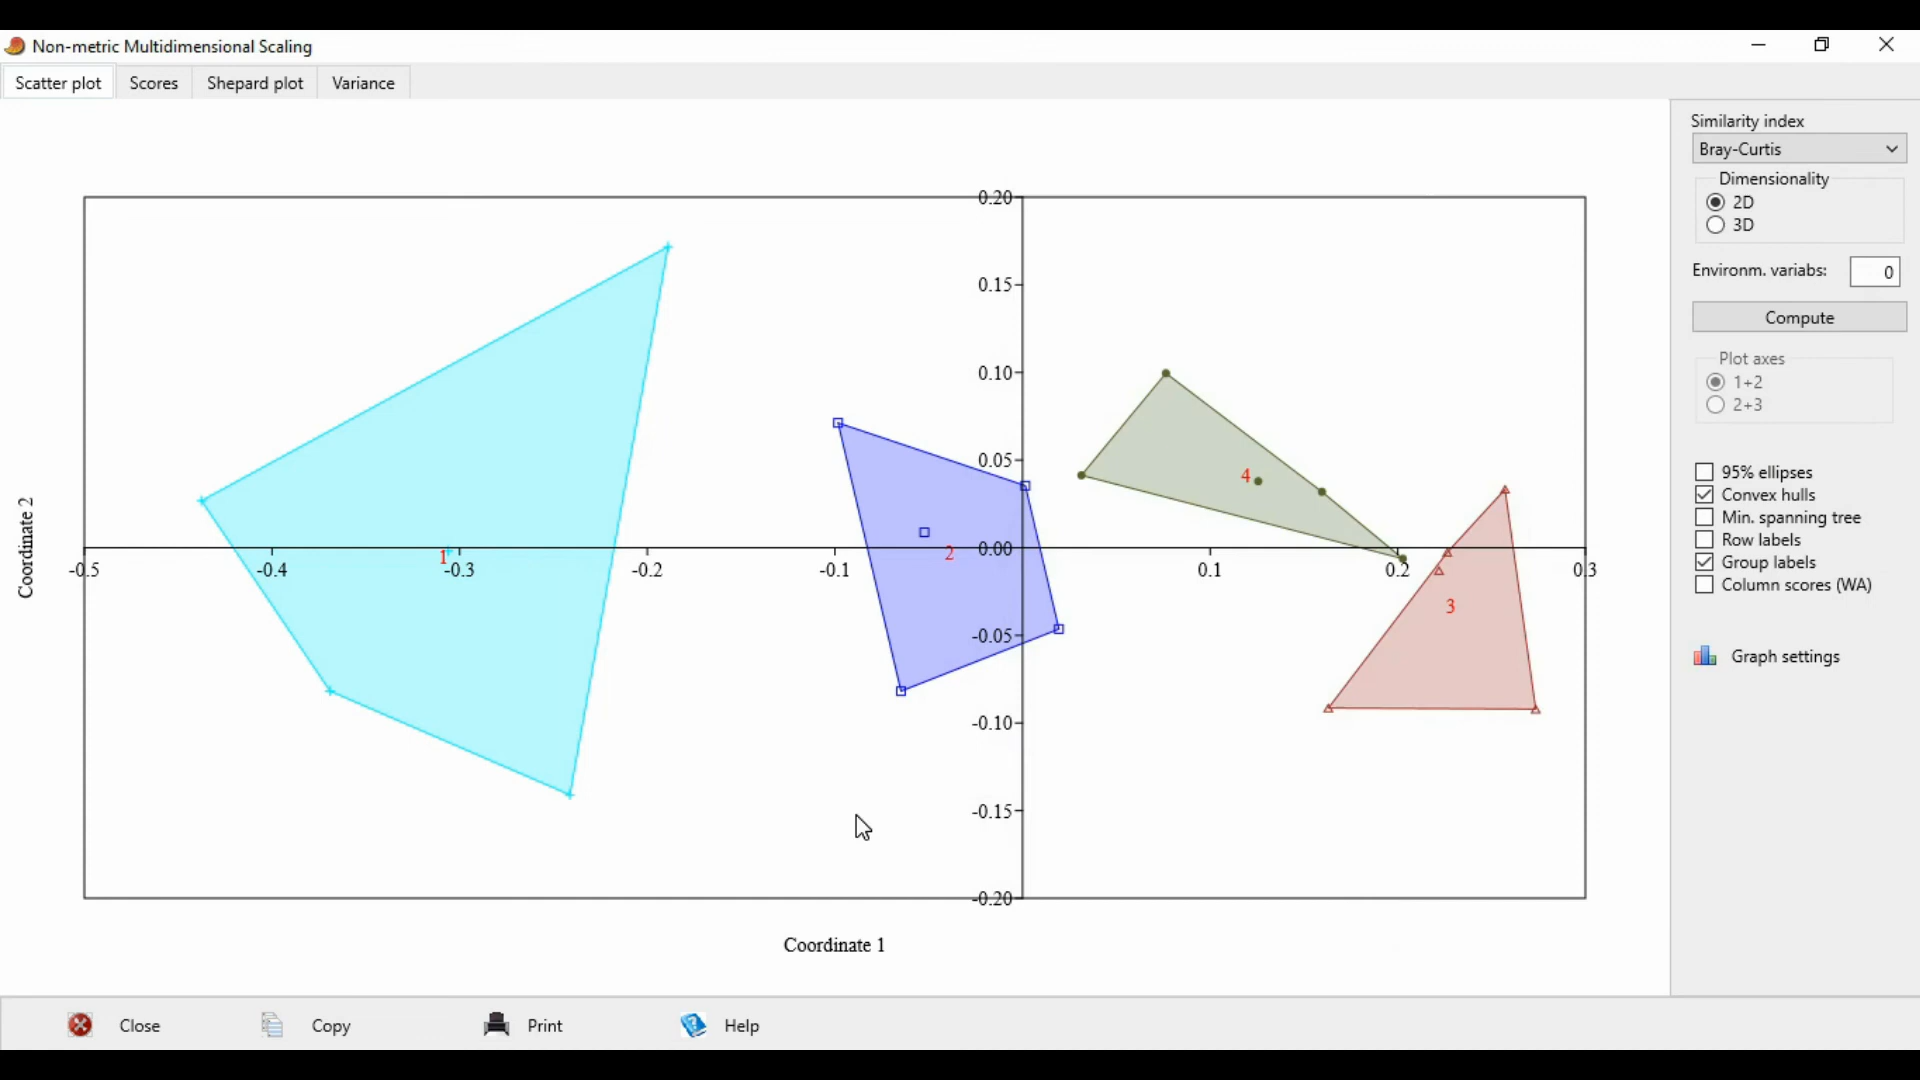 Non-metric Multidimensional Scaling
Scatter plot Scores Shepard plot Variance
Similarity index
Bray-Curtis
Dimensionality
2D
3D
Environm. variabs: 0
Compute
Plot axes
1+2
2+3
95% ellipses
Convex hulls
Min. spanning tree
Row labels
Group labels
Column scores (WA)
Graph settings
0.20
0.15
0.10
0.05
0.00
-0.05
-0.10
-0.15
-0.20
4
1
2
3
-0.5 -0.4 -0.3 -0.2 -0.1 0.1 0.2 0.3
Coordinate 2
Coordinate 1
Close Copy Print Help